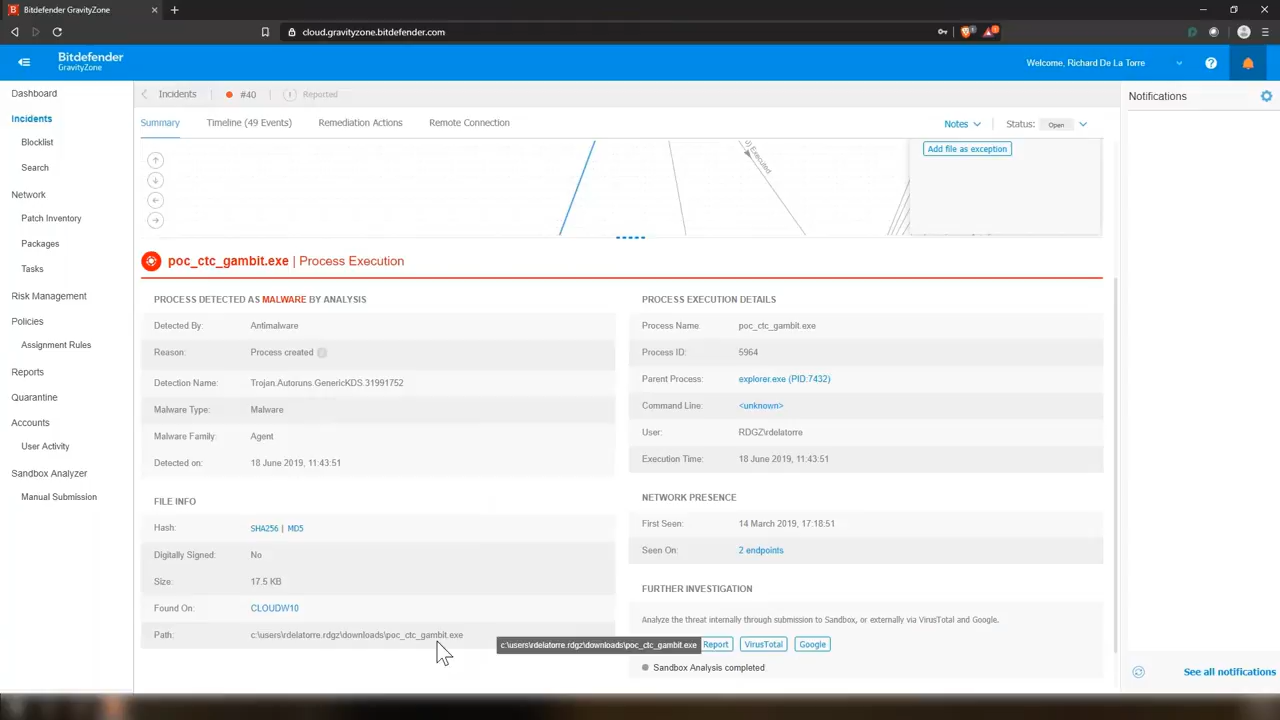 Bitdefender GravityZone
cloud.gravityzone.bitdefender.com
Bitdefender
GravityZone
Welcome, Richard De La Torre
Dashboard
Incidents
Blocklist
Search
Network
Patch Inventory
Packages
Tasks
Risk Management
Policies
Assignment Rules
Reports
Quarantine
Accounts
User Activity
Sandbox Analyzer
Manual Submission
Incidents
#40
Reported
Summary
Timeline (49 Events)
Remediation Actions
Remote Connection
Notes
Status:
Open
Executed
Add file as exception
poc_ctc_gambit.exe | Process Execution
PROCESS DETECTED AS MALWARE BY ANALYSIS
Detected By: Antimalware
Reason: Process created
Detection Name: Trojan.Autoruns.GenericKDS.31991752
Malware Type: Malware
Malware Family: Agent
Detected on: 18 June 2019, 11:43:51
FILE INFO
Hash: SHA256 | MD5
Digitally Signed: No
Size: 17.5 KB
Found On: CLOUDW10
Path: c:\users\rdelatorre.rdgz\downloads\poc_ctc_gambit.exe
PROCESS EXECUTION DETAILS
Process Name: poc_ctc_gambit.exe
Process ID: 5964
Parent Process: explorer.exe (PID:7432)
Command Line: <unknown>
User: RDGZ\rdelatorre
Execution Time: 18 June 2019, 11:43:51
NETWORK PRESENCE
First Seen: 14 March 2019, 17:18:51
Seen On: 2 endpoints
FURTHER INVESTIGATION
Analyze the threat internally through submission to Sandbox, or externally via VirusTotal and Google.
c:\users\rdelatorre.rdgz\downloads\poc_ctc_gambit.exe
Report
VirusTotal
Google
Sandbox Analysis completed
Notifications
See all notifications